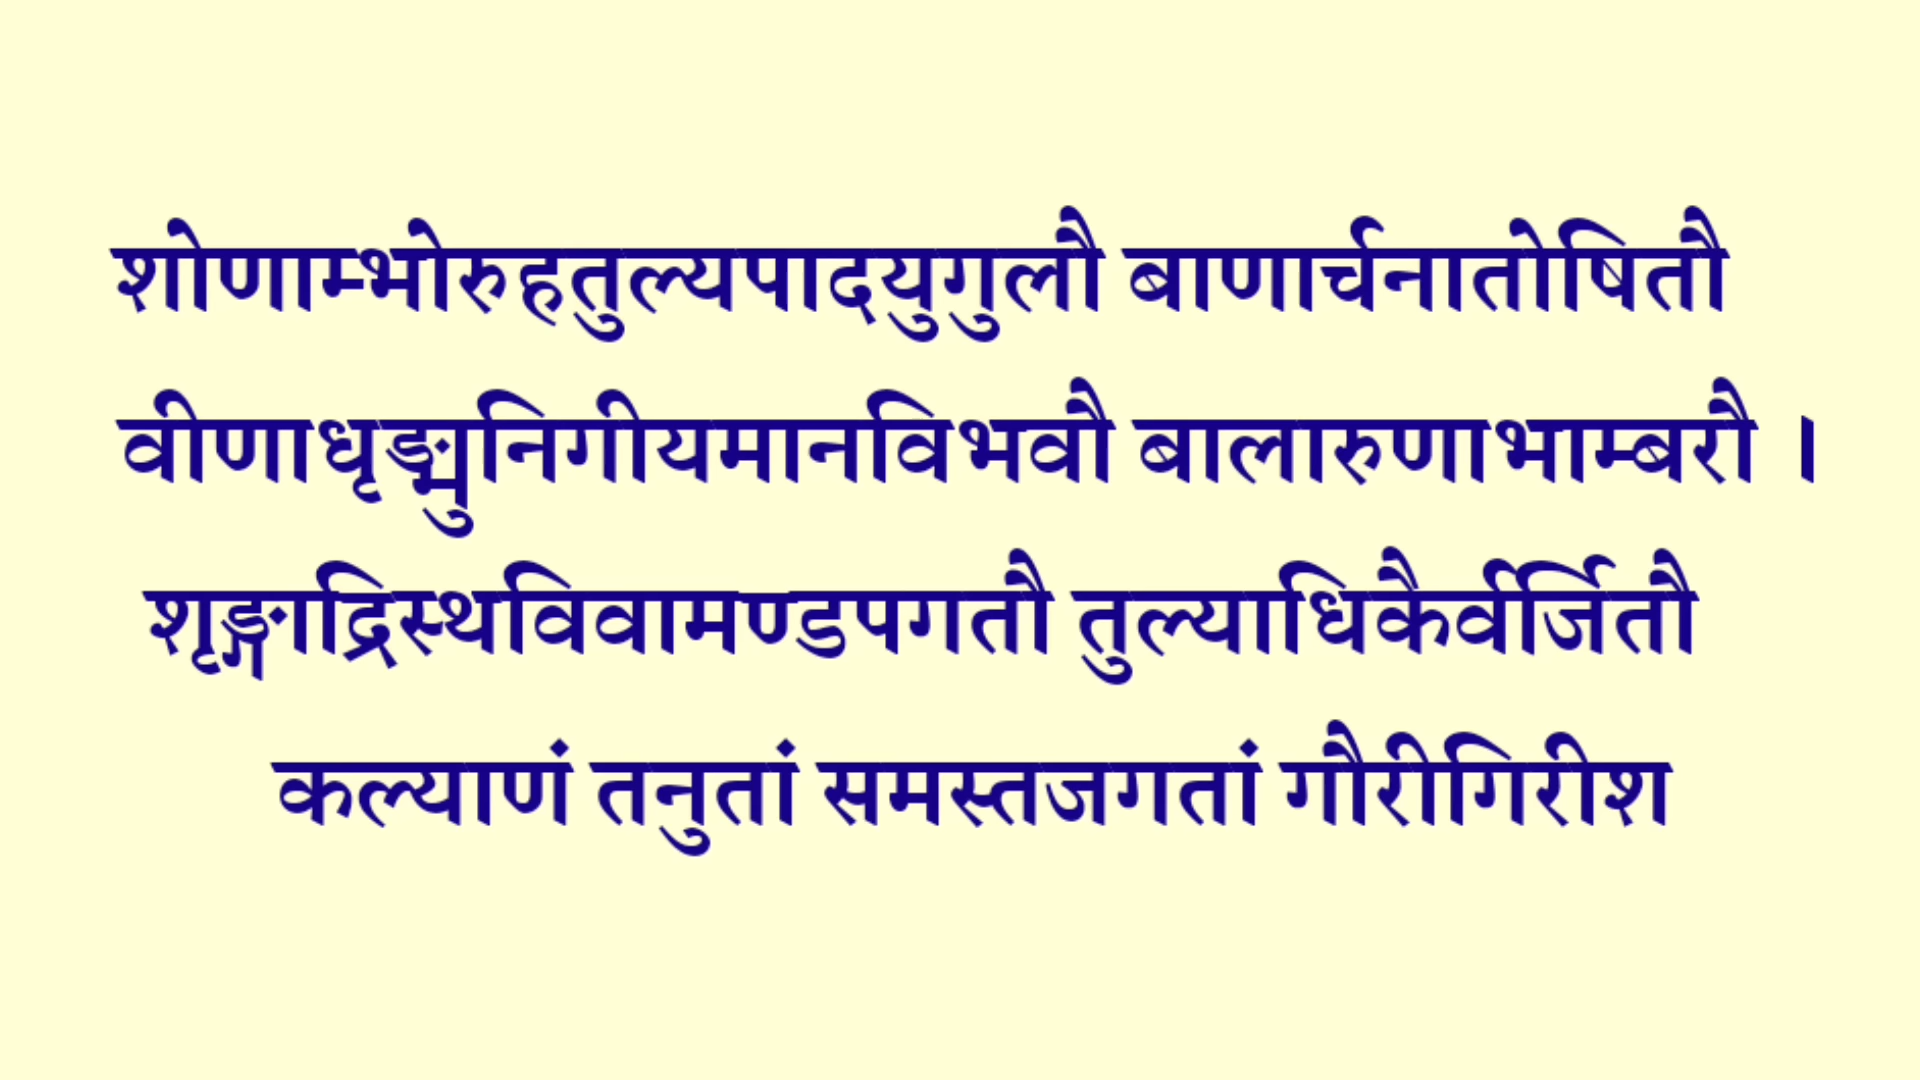 शोणाम्भोरुहतुल्यपादयुगुलौ बाणार्चनातोषितौ
वीणाधृङ्मुनिगीयमानविभवौ बालारुणाभाम्बरौ ।
शृङ्गाद्रिस्थविवामण्डपगतौ तुल्याधिकैर्वर्जितौ
कल्याणं तनुतां समस्तजगतां गौरीगिरीश